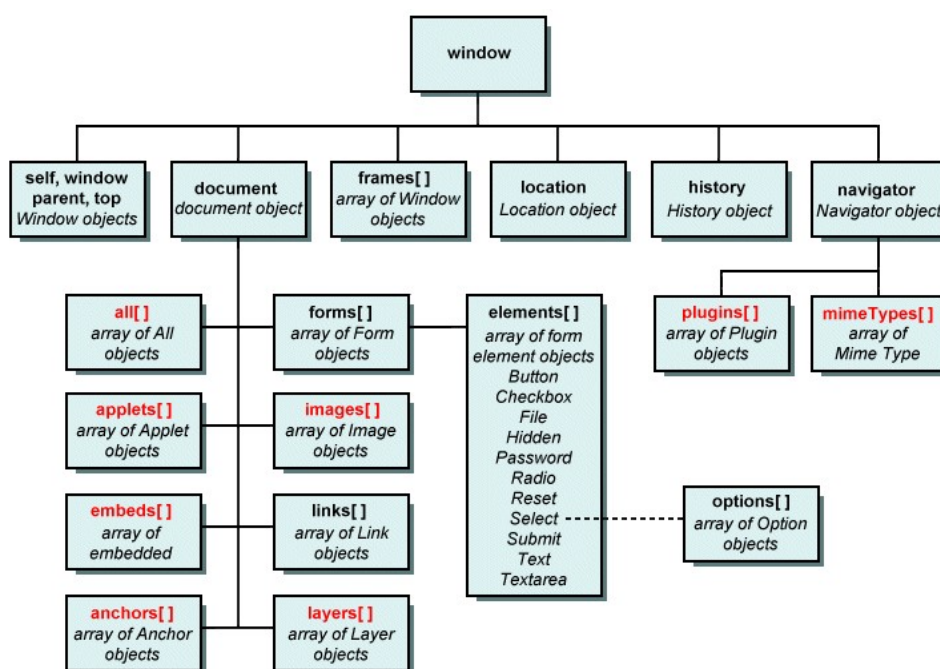 window
self, window
parent, top
Window objects
document
document object
frames[ ]
array of Window
objects
location
Location object
history
History object
navigator
Navigator object
all[ ]
array of All
objects
forms[ ]
array of Form
objects
elements[ ]
array of form
element objects
Button
Checkbox
File
Hidden
Password
Radio
Reset
Select
Submit
Text
Textarea
plugins[ ]
array of Plugin
objects
mimeTypes[ ]
array of
Mime Type
applets[ ]
array of Applet
objects
images[ ]
array of Image
objects
embeds[ ]
array of
embedded
links[ ]
array of Link
objects
options[ ]
array of Option
objects
anchors[ ]
array of Anchor
objects
layers[ ]
array of Layer
objects